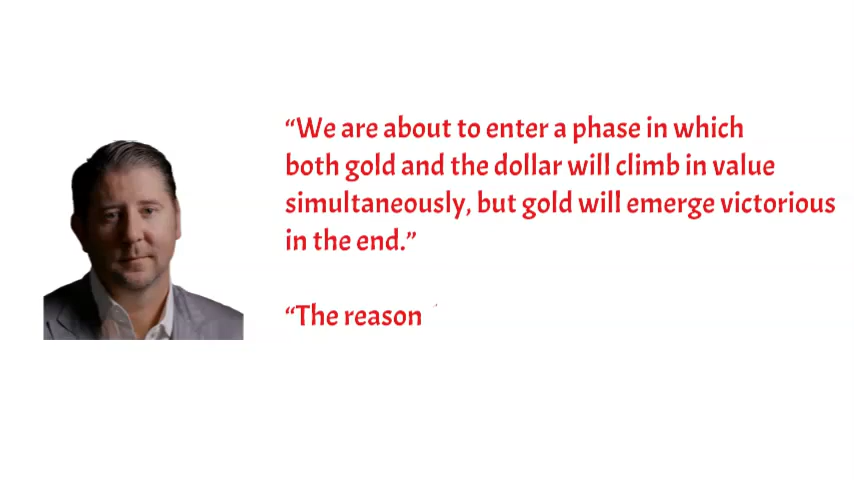 “We are about to enter a phase in which
both gold and the dollar will climb in value
simultaneously, but gold will emerge victorious
in the end.”
“The reason